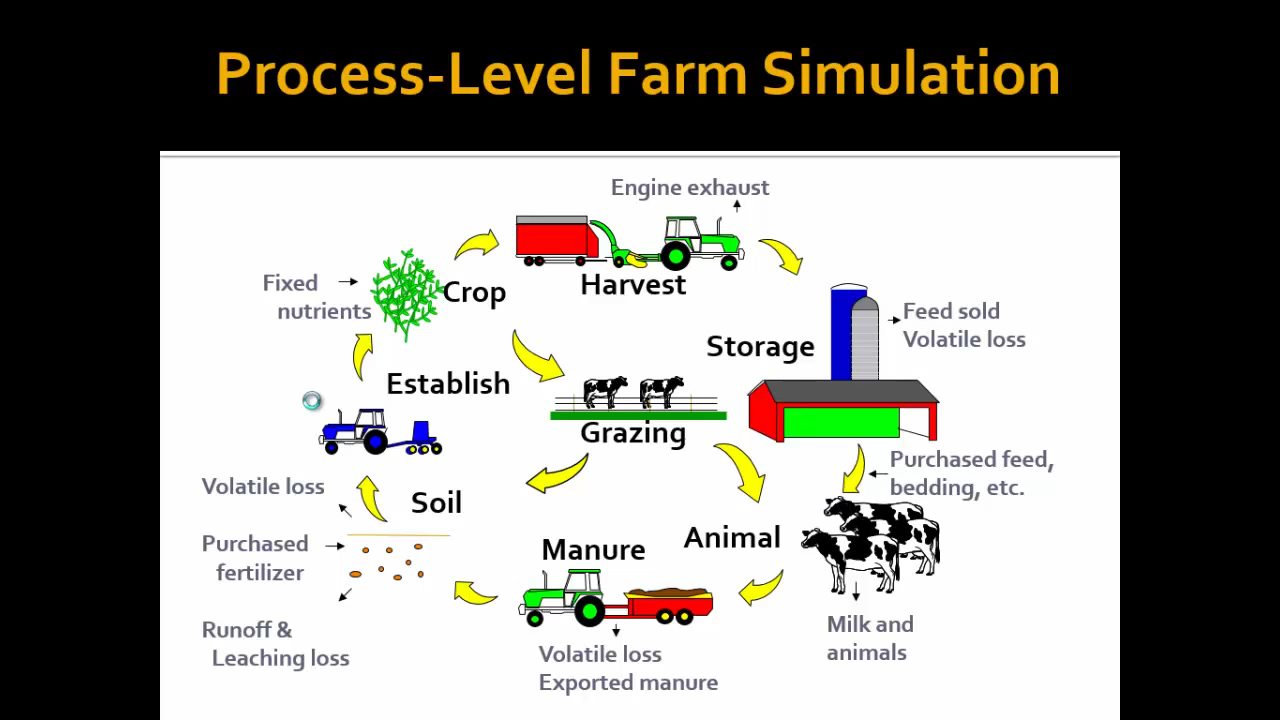 Process-Level Farm Simulation
Engine exhaust
Harvest
Fixed
nutrients
Crop
Feed sold
Volatile loss
Storage
Establish
Grazing
Purchased feed,
bedding, etc.
Volatile loss
Soil
Purchased
fertilizer
Manure
Animal
Runoff &
Leaching loss
Volatile loss
Exported manure
Milk and
animals